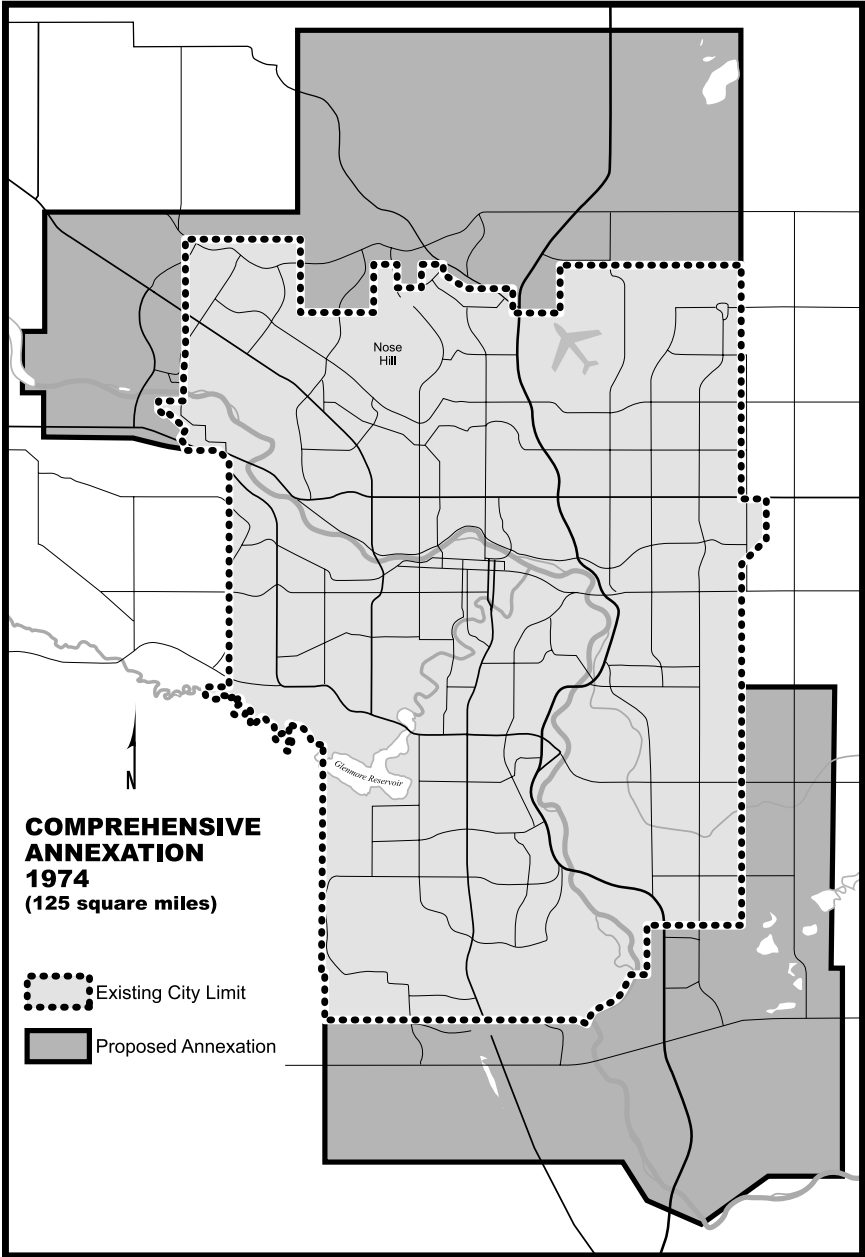 Nose
Hill
Glenmore Reservoir
N
COMPREHENSIVE
ANNEXATION
1974
(125 square miles)
Existing City Limit
Proposed Annexation